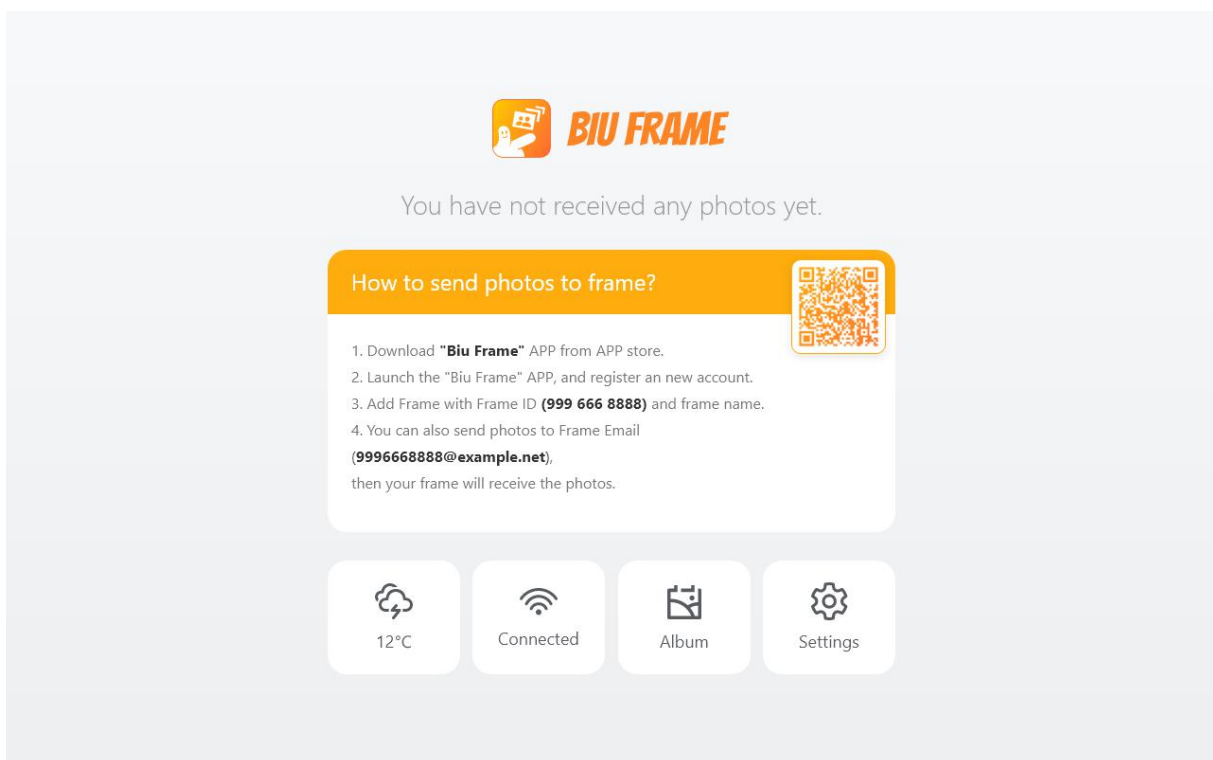 BIU FRAME
You have not received any photos yet.
How to send photos to frame?
1. Download "Biu Frame" APP from APP store.
2. Launch the "Biu Frame" APP, and register an new account.
3. Add Frame with Frame ID (999 666 8888) and frame name.
4. You can also send photos to Frame Email
(9996668888@example.net),
then your frame will receive the photos.
12°C
Connected
Album
Settings